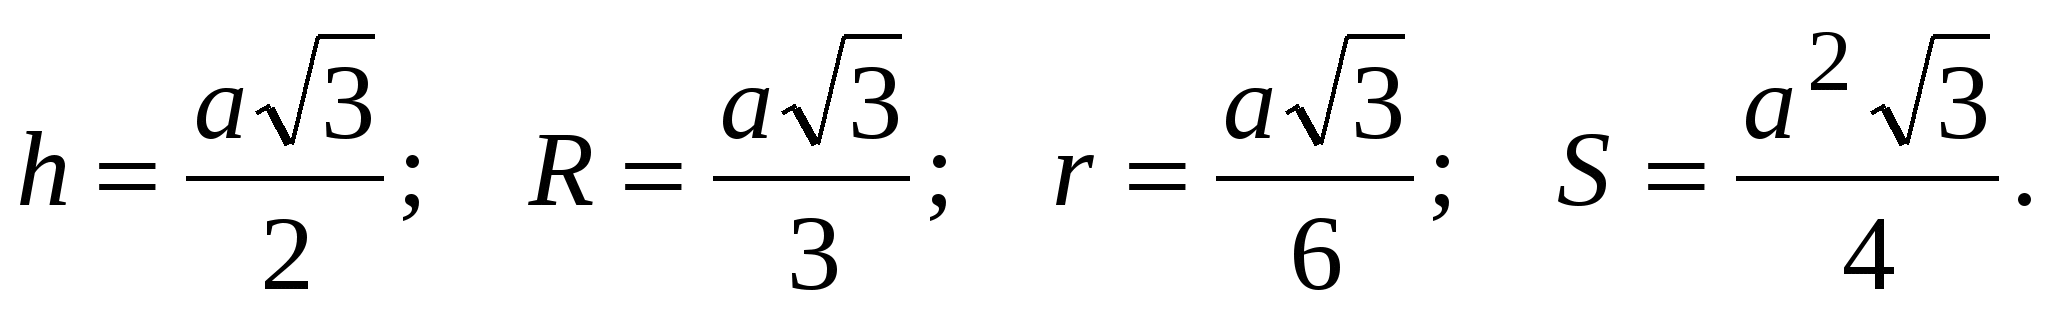 h = a√3/2; R = a√3/3; r = a√3/6; S = a²√3/4.